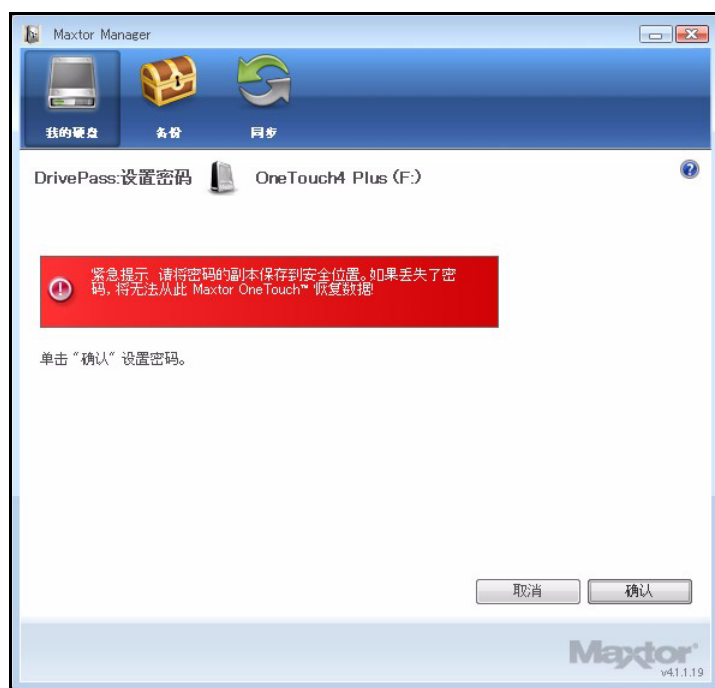 Maxtor Manager
我的硬盘 备份 同步
DrivePass:设置密码 OneTouch4 Plus (F:)
紧急提示 请将密码的副本保存到安全位置。如果丢失了密
码，将无法从此 Maxtor OneTouch™ 恢复数据!
单击“确认”设置密码。
取消 确认
Maxtor
v4.1.1.19